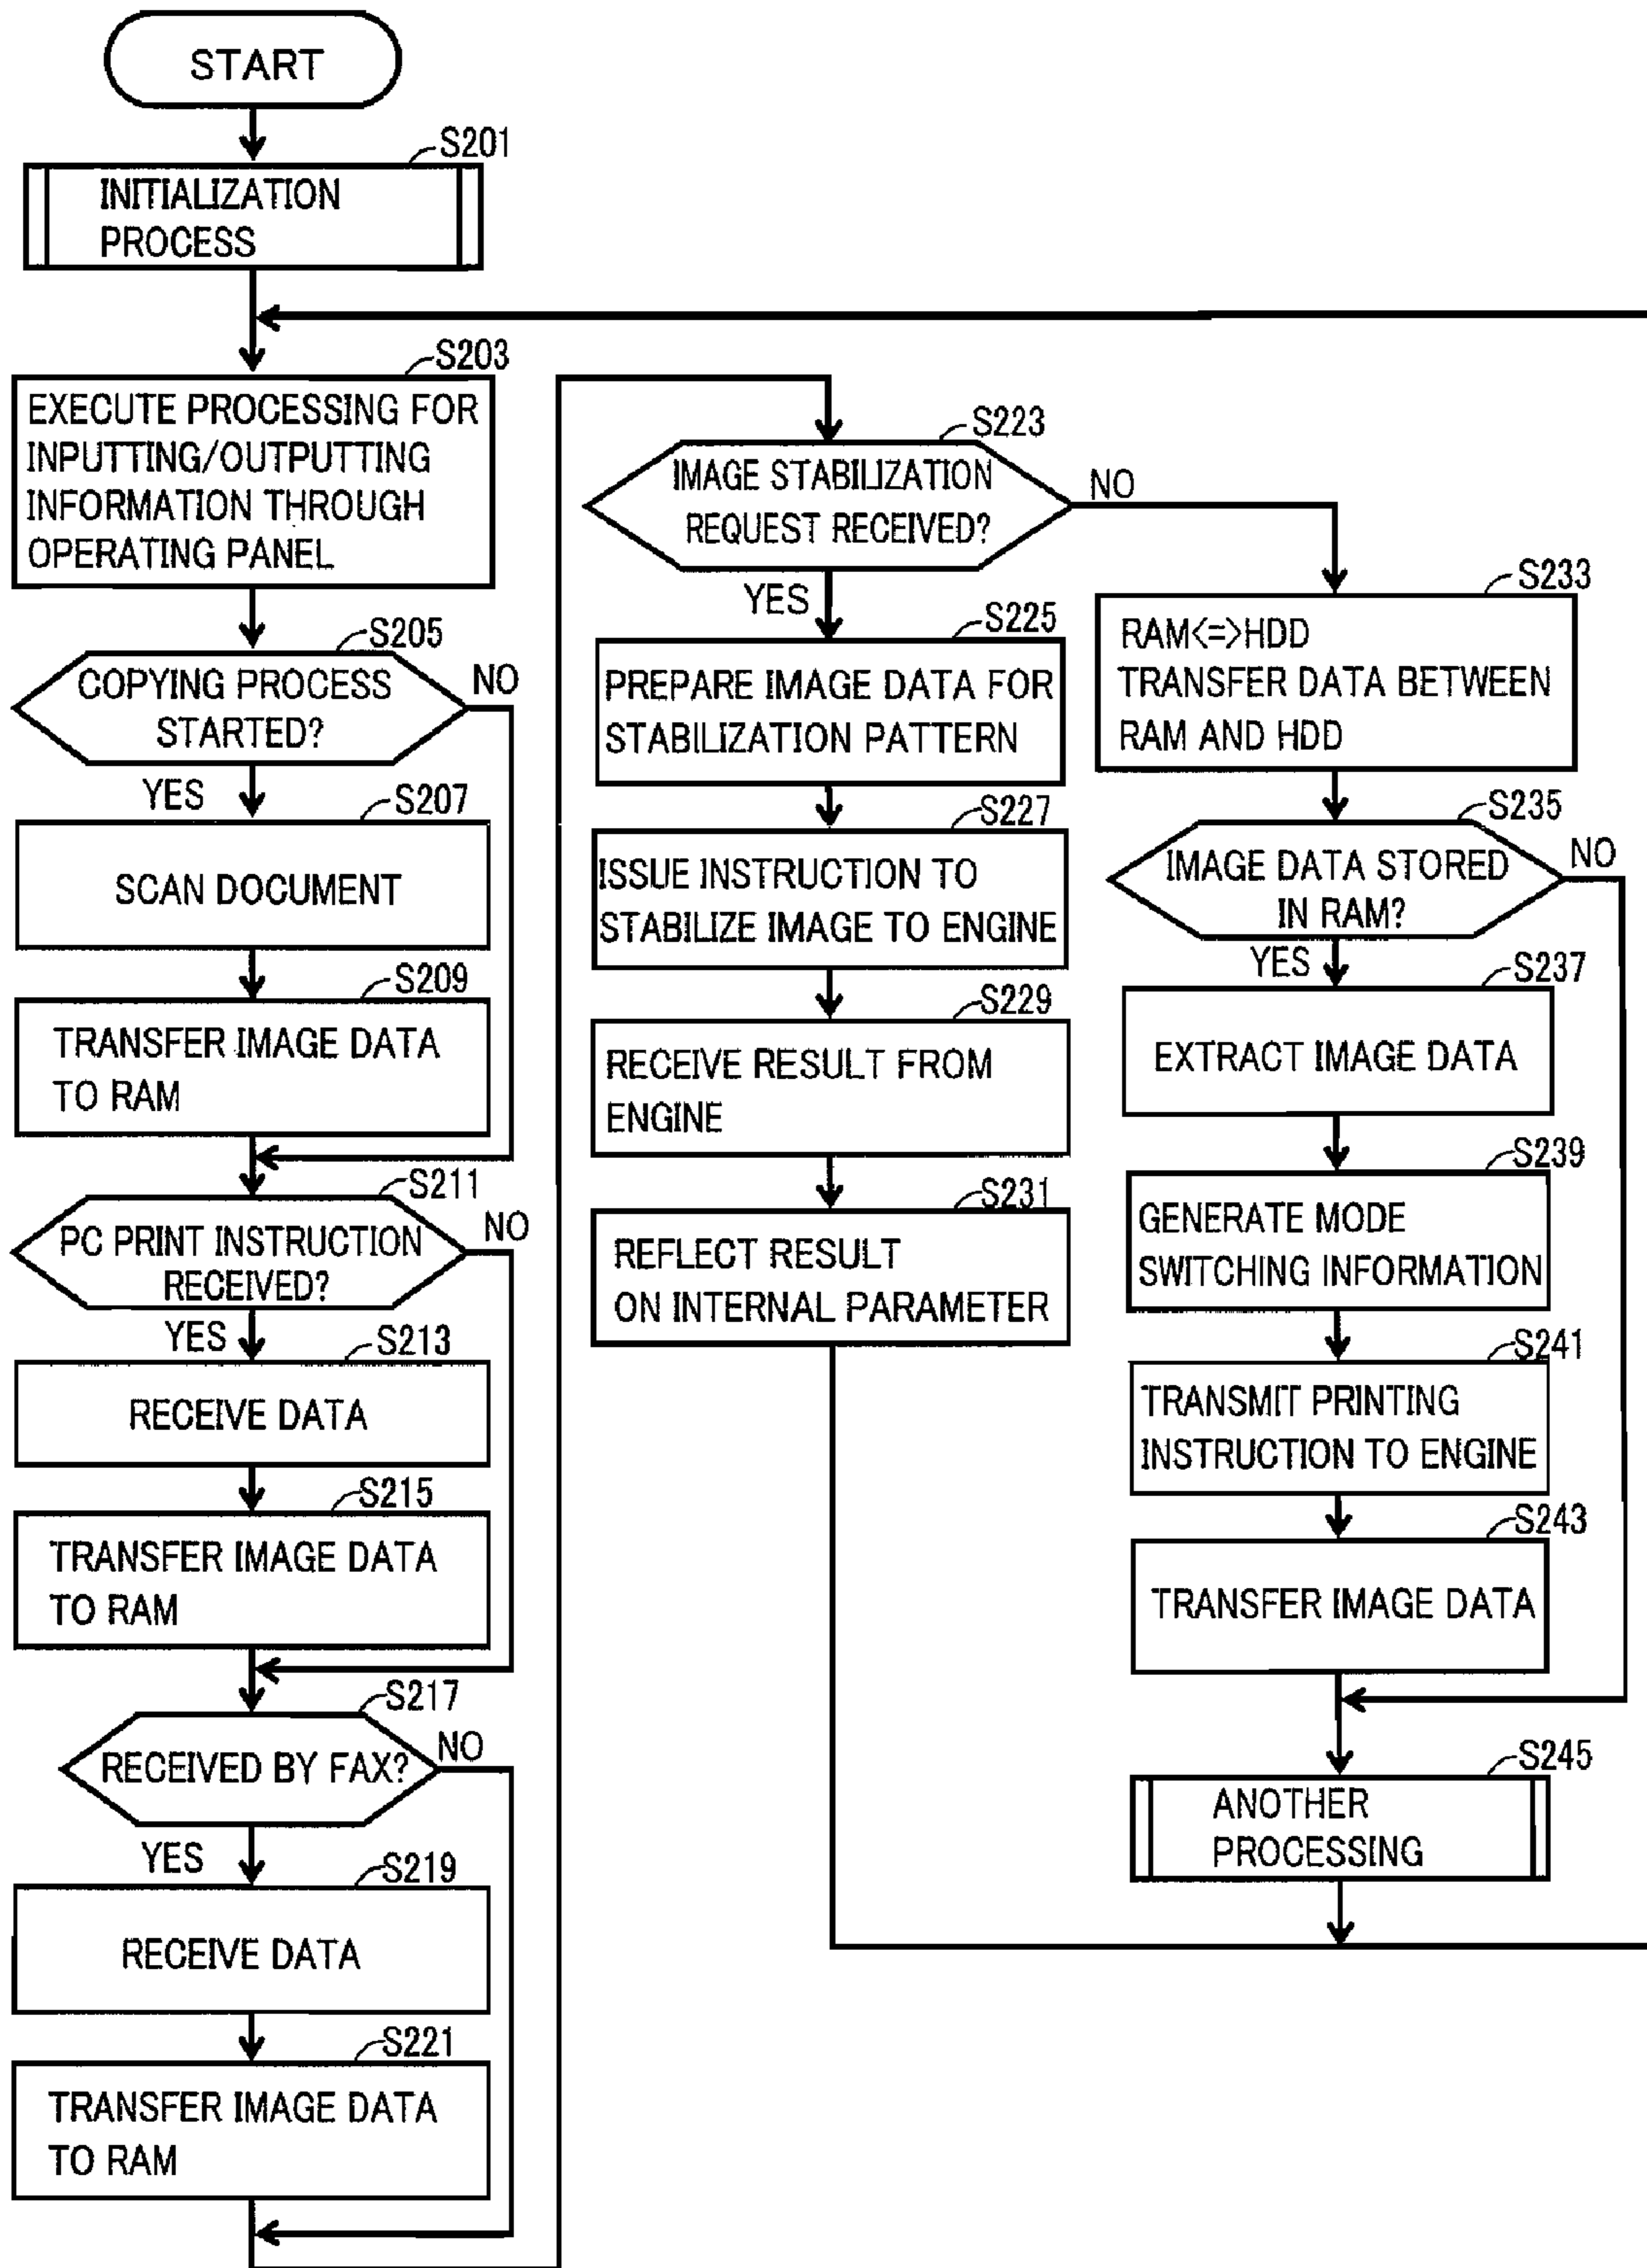 START
S201
INITIALIZATION
PROCESS
S203
EXECUTE PROCESSING FOR
INPUTTING/OUTPUTTING
INFORMATION THROUGH
OPERATING PANEL
S205
COPYING PROCESS
STARTED?
NO
YES
S207
SCAN DOCUMENT
S209
TRANSFER IMAGE DATA
TO RAM
S211
PC PRINT INSTRUCTION
RECEIVED?
NO
YES
S213
RECEIVE DATA
S215
TRANSFER IMAGE DATA
TO RAM
S217
RECEIVED BY FAX?
NO
YES
S219
RECEIVE DATA
S221
TRANSFER IMAGE DATA
TO RAM
S223
IMAGE STABILIZATION
REQUEST RECEIVED?
NO
YES
S225
PREPARE IMAGE DATA FOR
STABILIZATION PATTERN
S227
ISSUE INSTRUCTION TO
STABILIZE IMAGE TO ENGINE
S229
RECEIVE RESULT FROM
ENGINE
S231
REFLECT RESULT
ON INTERNAL PARAMETER
S233
RAM<=>HDD
TRANSFER DATA BETWEEN
RAM AND HDD
S235
IMAGE DATA STORED
IN RAM?
NO
YES
S237
EXTRACT IMAGE DATA
S239
GENERATE MODE
SWITCHING INFORMATION
S241
TRANSMIT PRINTING
INSTRUCTION TO ENGINE
S243
TRANSFER IMAGE DATA
S245
ANOTHER
PROCESSING